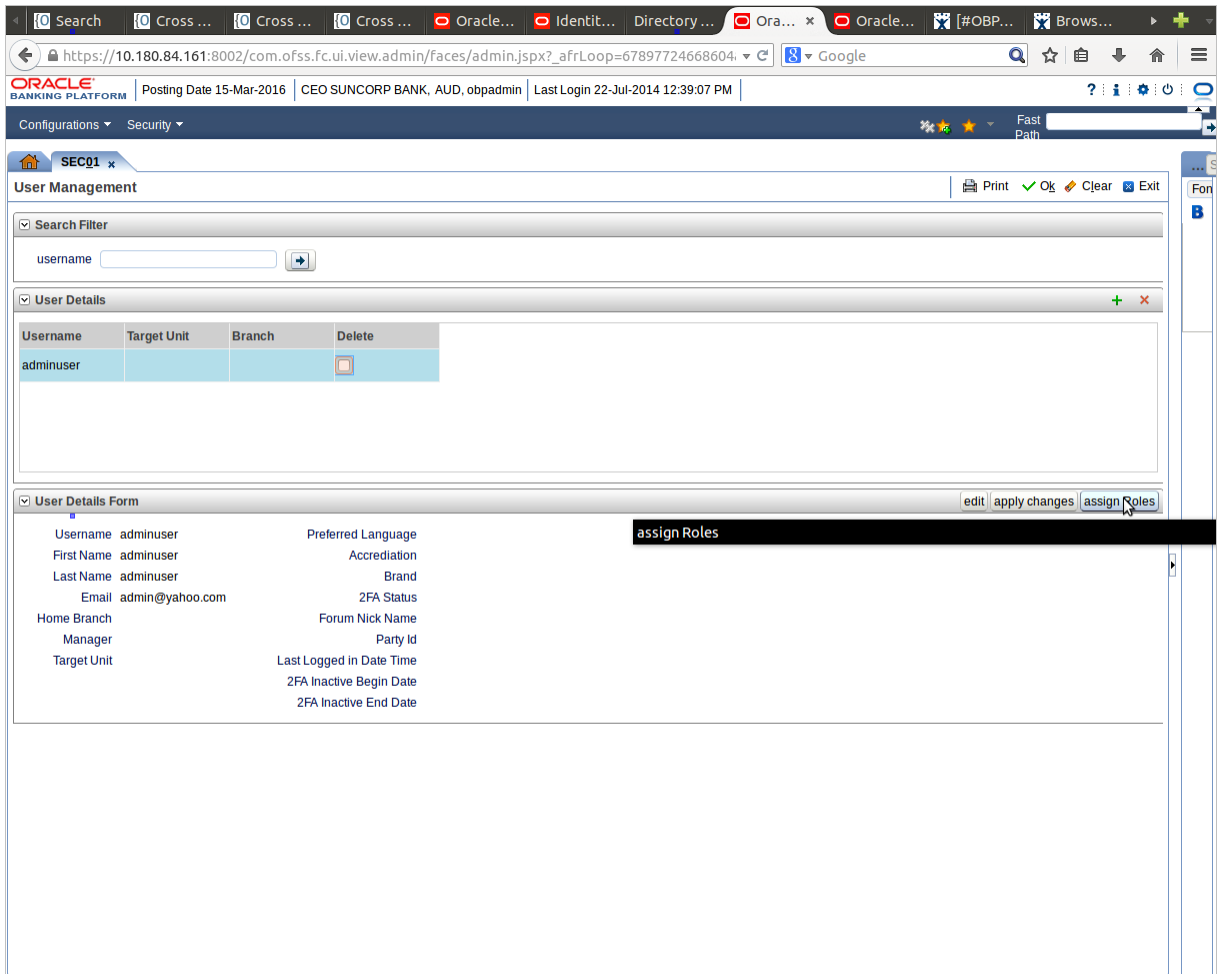 Search Cross ... Cross ... Cross ... Oracle... Identit... Directory ... Ora... × Oracle... [#OBP... Brows...
https://10.180.84.161:8002/com.ofss.fc.ui.view.admin/faces/admin.jspx?_afrLoop=67897724668604 Google
ORACLE
BANKING PLATFORM
Posting Date 15-Mar-2016 CEO SUNCORP BANK, AUD, obpadmin Last Login 22-Jul-2014 12:39:07 PM
Configurations Security Fast Path
SEC01 x
User Management Print Ok Clear Exit
Fon
B
Search Filter
username
User Details
Username Target Unit Branch Delete
adminuser
User Details Form edit apply changes assign Roles
assign Roles
Username adminuser Preferred Language
First Name adminuser Accrediation
Last Name adminuser Brand
Email admin@yahoo.com 2FA Status
Home Branch Forum Nick Name
Manager Party Id
Target Unit Last Logged in Date Time
2FA Inactive Begin Date
2FA Inactive End Date